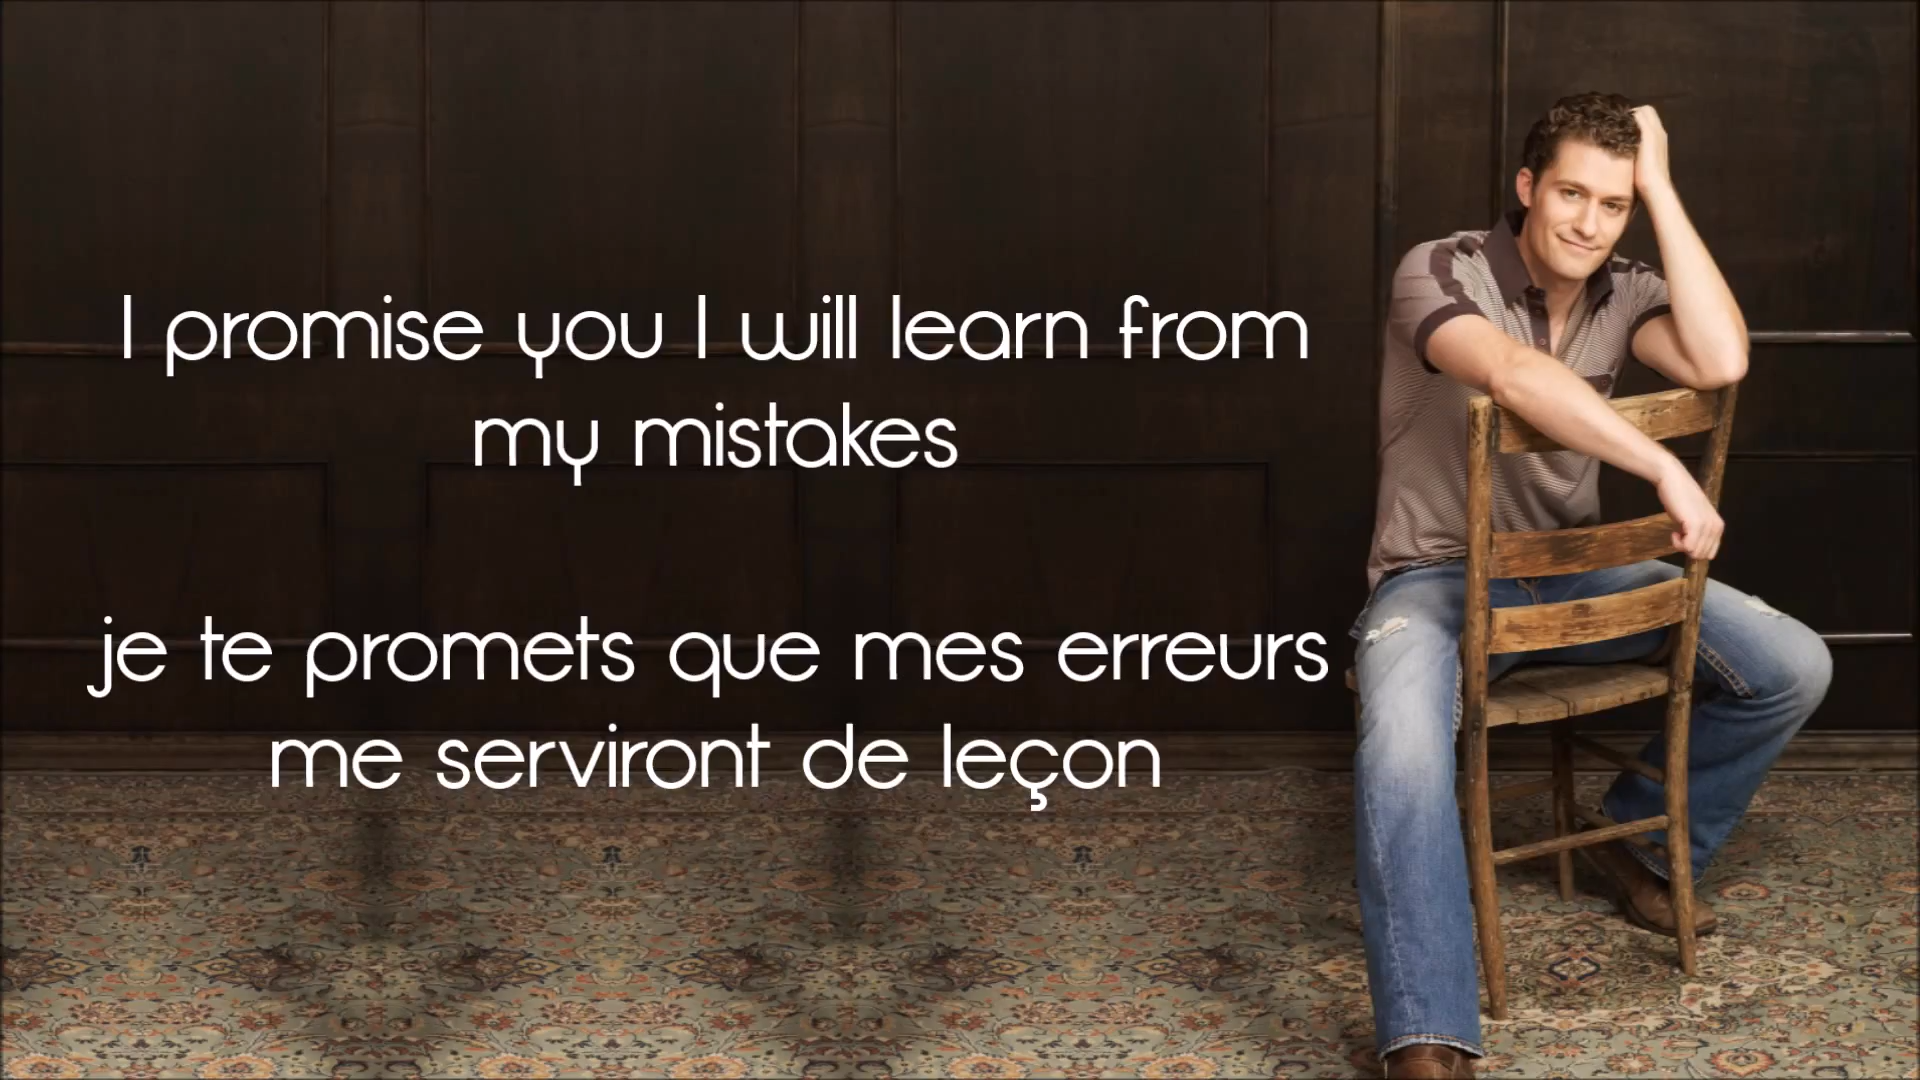 I promise you I will learn from
my mistakes
je te promets que mes erreurs
me serviront de leçon